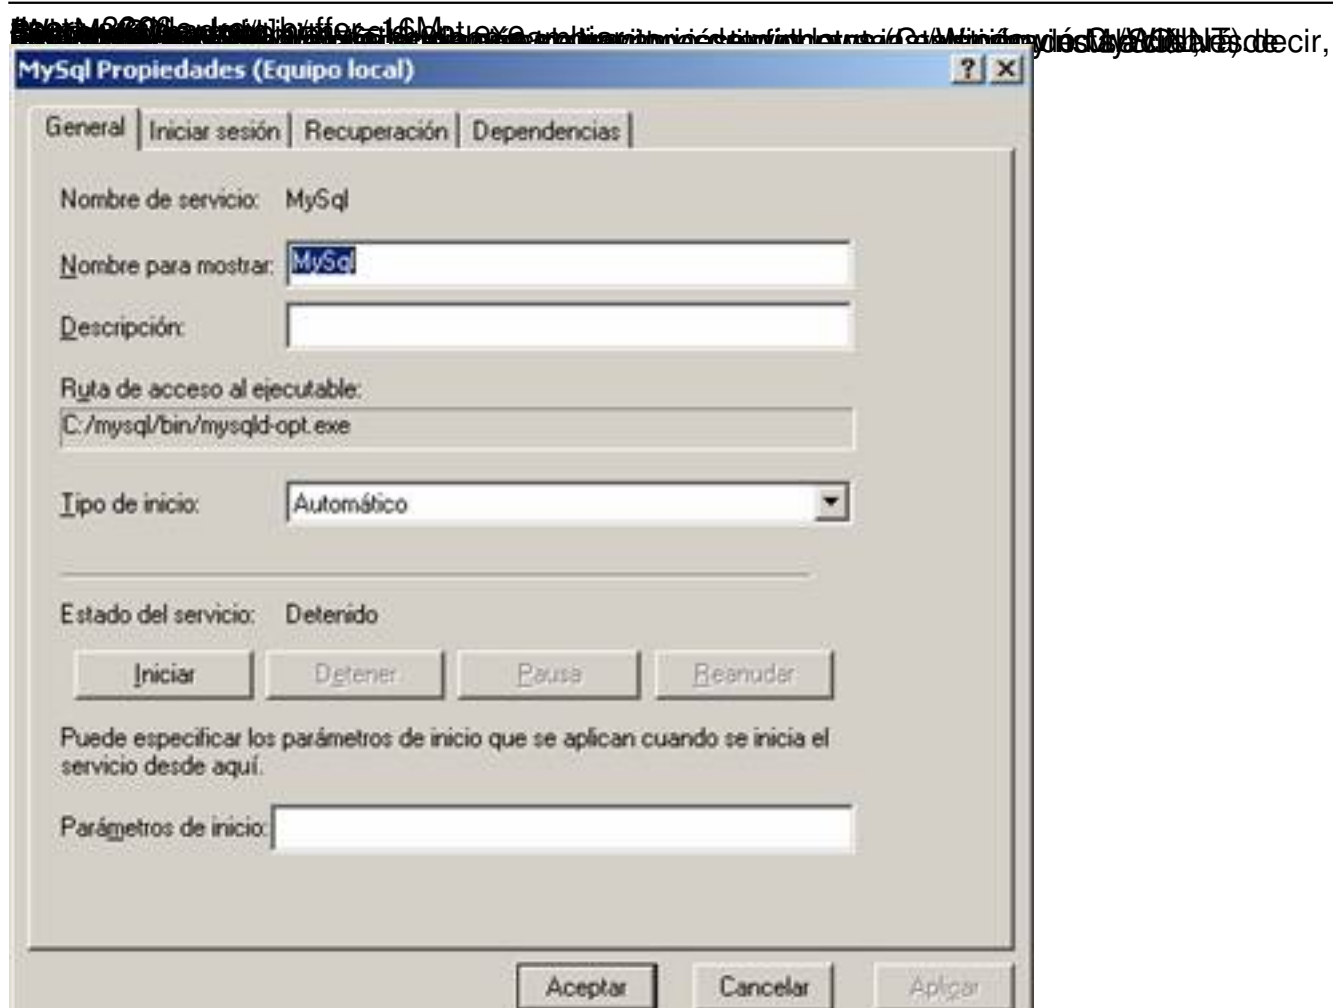 decir,
MySql Propiedades (Equipo local)
General Iniciar sesión Recuperación Dependencias
Nombre de servicio: MySql
Nombre para mostrar: MySql
Descripción:
Ruta de acceso al ejecutable:
C:/mysql/bin/mysqld-opt.exe
Tipo de inicio: Automático
Estado del servicio: Detenido
Iniciar Detener Pausa Reanudar
Puede especificar los parámetros de inicio que se aplican cuando se inicia el
servicio desde aquí.
Parámetros de inicio:
Aceptar Cancelar Aplicar